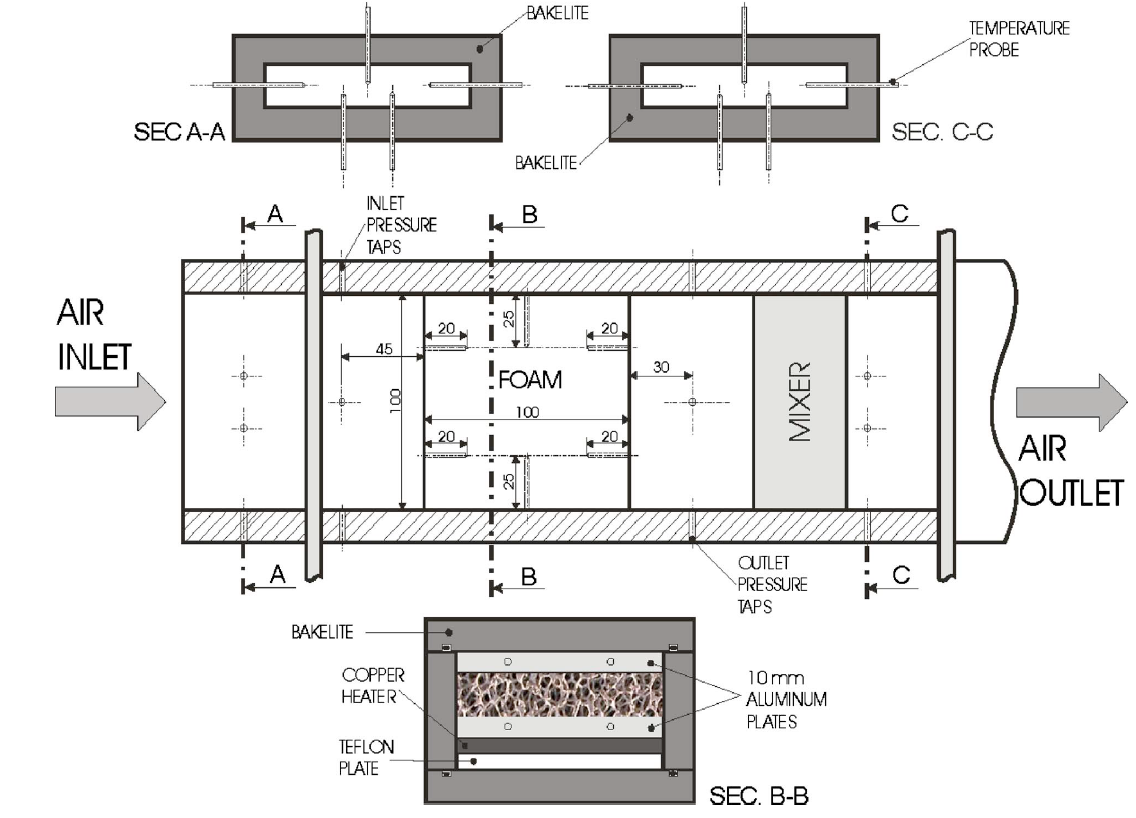 BAKELITE
TEMPERATURE
PROBE
SEC A-A
SEC. C-C
BAKELITE
INLET
PRESSURE
TAPS
A
B
C
AIR
INLET
20
25
20
45
FOAM
30
100
100
MIXER
20
20
25
AIR
OUTLET
A
B
C
OUTLET
PRESSURE
TAPS
BAKELITE
COPPER
HEATER
10 mm
ALUMINUM
PLATES
TEFLON
PLATE
SEC. B-B